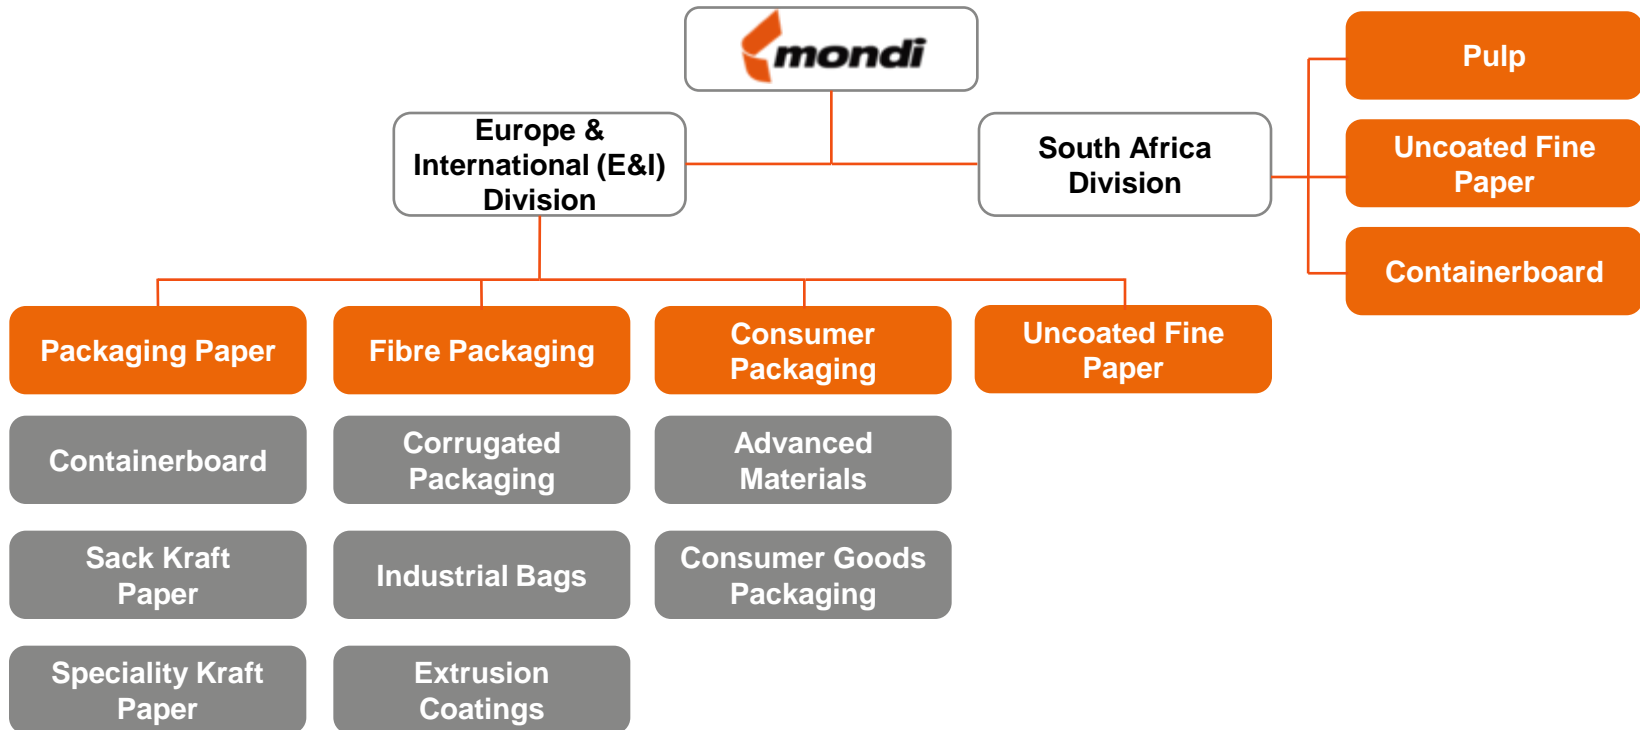 mondi
Europe &
International (E&I)
Division
South Africa
Division
Pulp
Uncoated Fine
Paper
Containerboard
Packaging Paper
Fibre Packaging
Consumer
Packaging
Uncoated Fine
Paper
Containerboard
Corrugated
Packaging
Advanced
Materials
Sack Kraft
Paper
Industrial Bags
Consumer Goods
Packaging
Speciality Kraft
Paper
Extrusion
Coatings